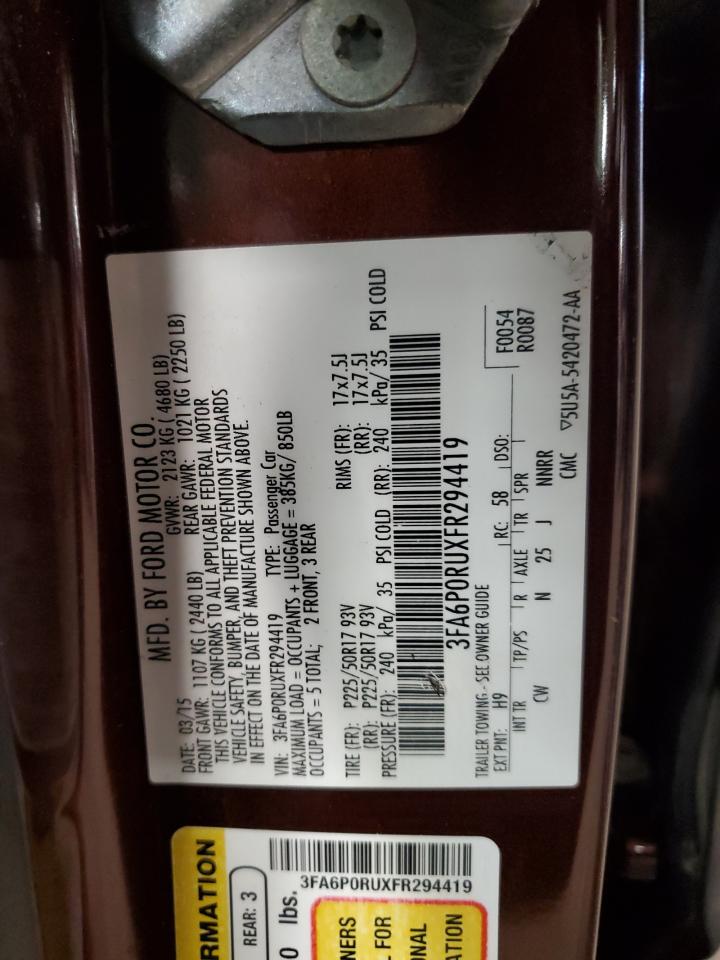 MFD. BY FORD MOTOR CO.
DATE: 03/15 GVWR: 2123 KG ( 4680 LB)
FRONT GAWR: 1107 KG ( 2440 LB) REAR GAWR: 1021 KG ( 2250 LB)
THIS VEHICLE CONFORMS TO ALL APPLICABLE FEDERAL MOTOR
VEHICLE SAFETY, BUMPER, AND THEFT PREVENTION STANDARDS
IN EFFECT ON THE DATE OF MANUFACTURE SHOWN ABOVE.
VIN: 3FA6P0RUXFR294419 TYPE: Passenger Car
MAXIMUM LOAD = OCCUPANTS + LUGGAGE = 385KG/ 850LB
OCCUPANTS = 5 TOTAL; 2 FRONT, 3 REAR
TIRE (FR): P225/50R17 93V RIMS (FR): 17x7.5J
(RR): P225/50R17 93V (RR): 17x7.5J
PRESSURE (FR): 240 kPa/ 35 PSI COLD (RR): 240 kPa/ 35 PSI COLD
3FA6P0RUXFR294419
TRAILER TOWING - SEE OWNER GUIDE
EXT PNT: H9 RC: 58 DSO: F0054
R0087
INT TR TP/PS R AXLE TR SPR
CW N 25 J NNRR
CMC ▽5U5A-5420472-AA
RMATION
REAR: 3
0 lbs.
3FA6P0RUXFR294419
NERS
L FOR
ONAL
ATION